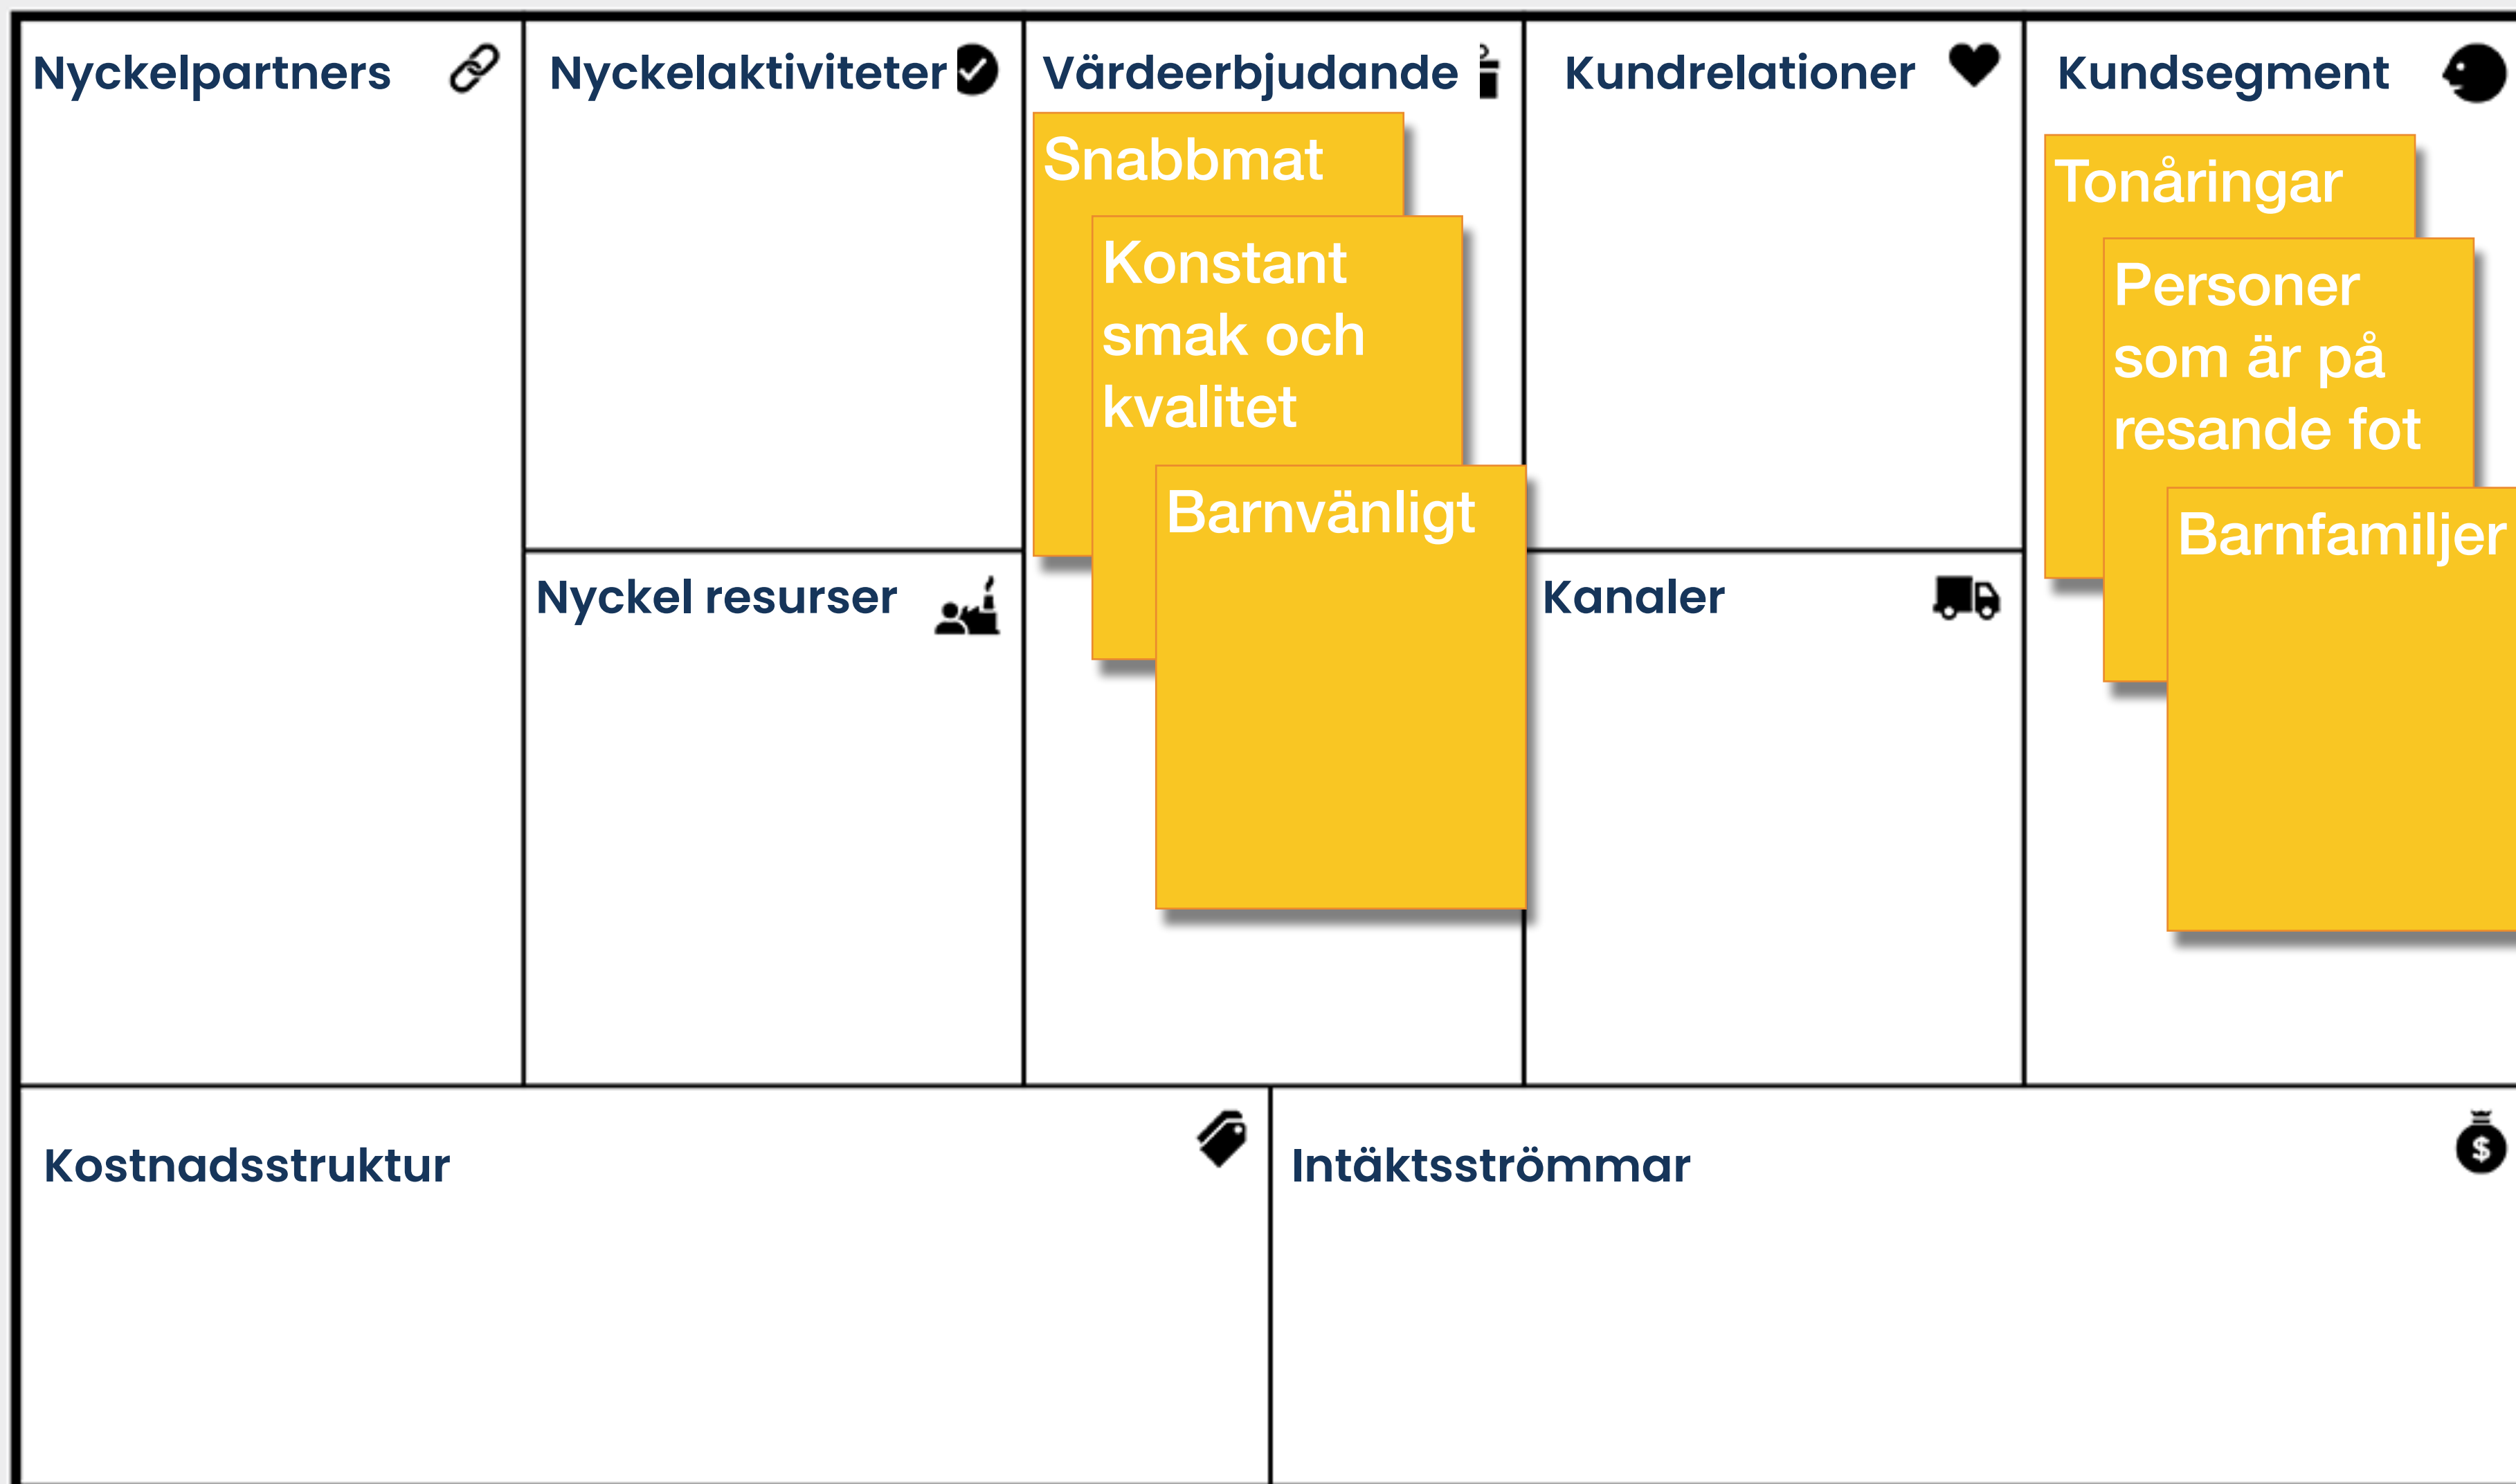 Nyckelpartners
Nyckelaktiviteter
Värdeerbjudande
Snabbmat
Konstant
smak och
kvalitet
Barnvänligt
Kundrelationer
Kundsegment
Tonåringar
Personer
som är på
resande fot
Barnfamiljer
Nyckel resurser
Kanaler
Kostnadsstruktur
Intäktsströmmar
$